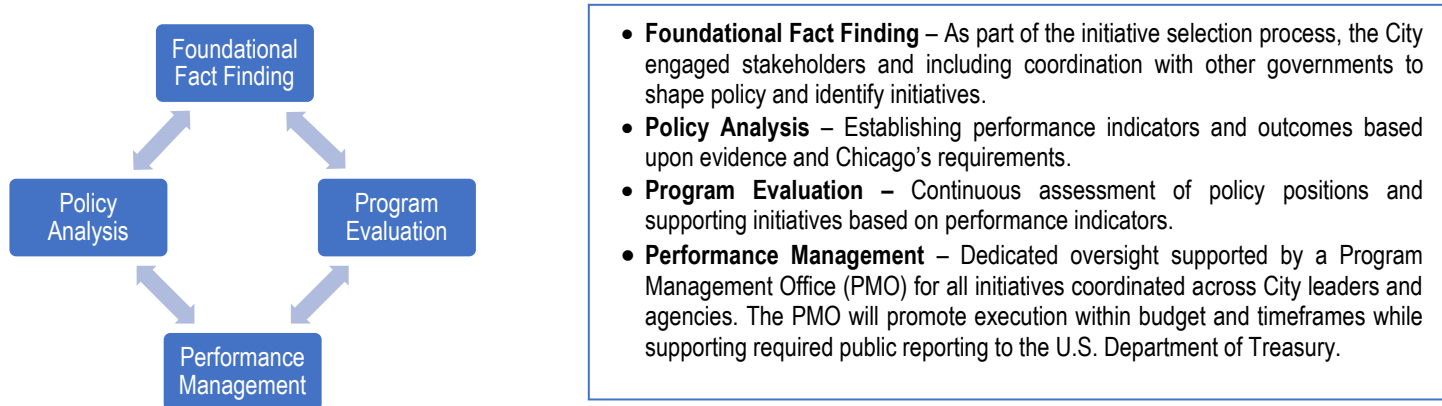 Foundational
Fact Finding
Policy
Analysis
Program
Evaluation
Performance
Management
• Foundational Fact Finding – As part of the initiative selection process, the City
engaged stakeholders and including coordination with other governments to
shape policy and identify initiatives.
• Policy Analysis – Establishing performance indicators and outcomes based
upon evidence and Chicago's requirements.
• Program Evaluation – Continuous assessment of policy positions and
supporting initiatives based on performance indicators.
• Performance Management – Dedicated oversight supported by a Program
Management Office (PMO) for all initiatives coordinated across City leaders and
agencies. The PMO will promote execution within budget and timeframes while
supporting required public reporting to the U.S. Department of Treasury.